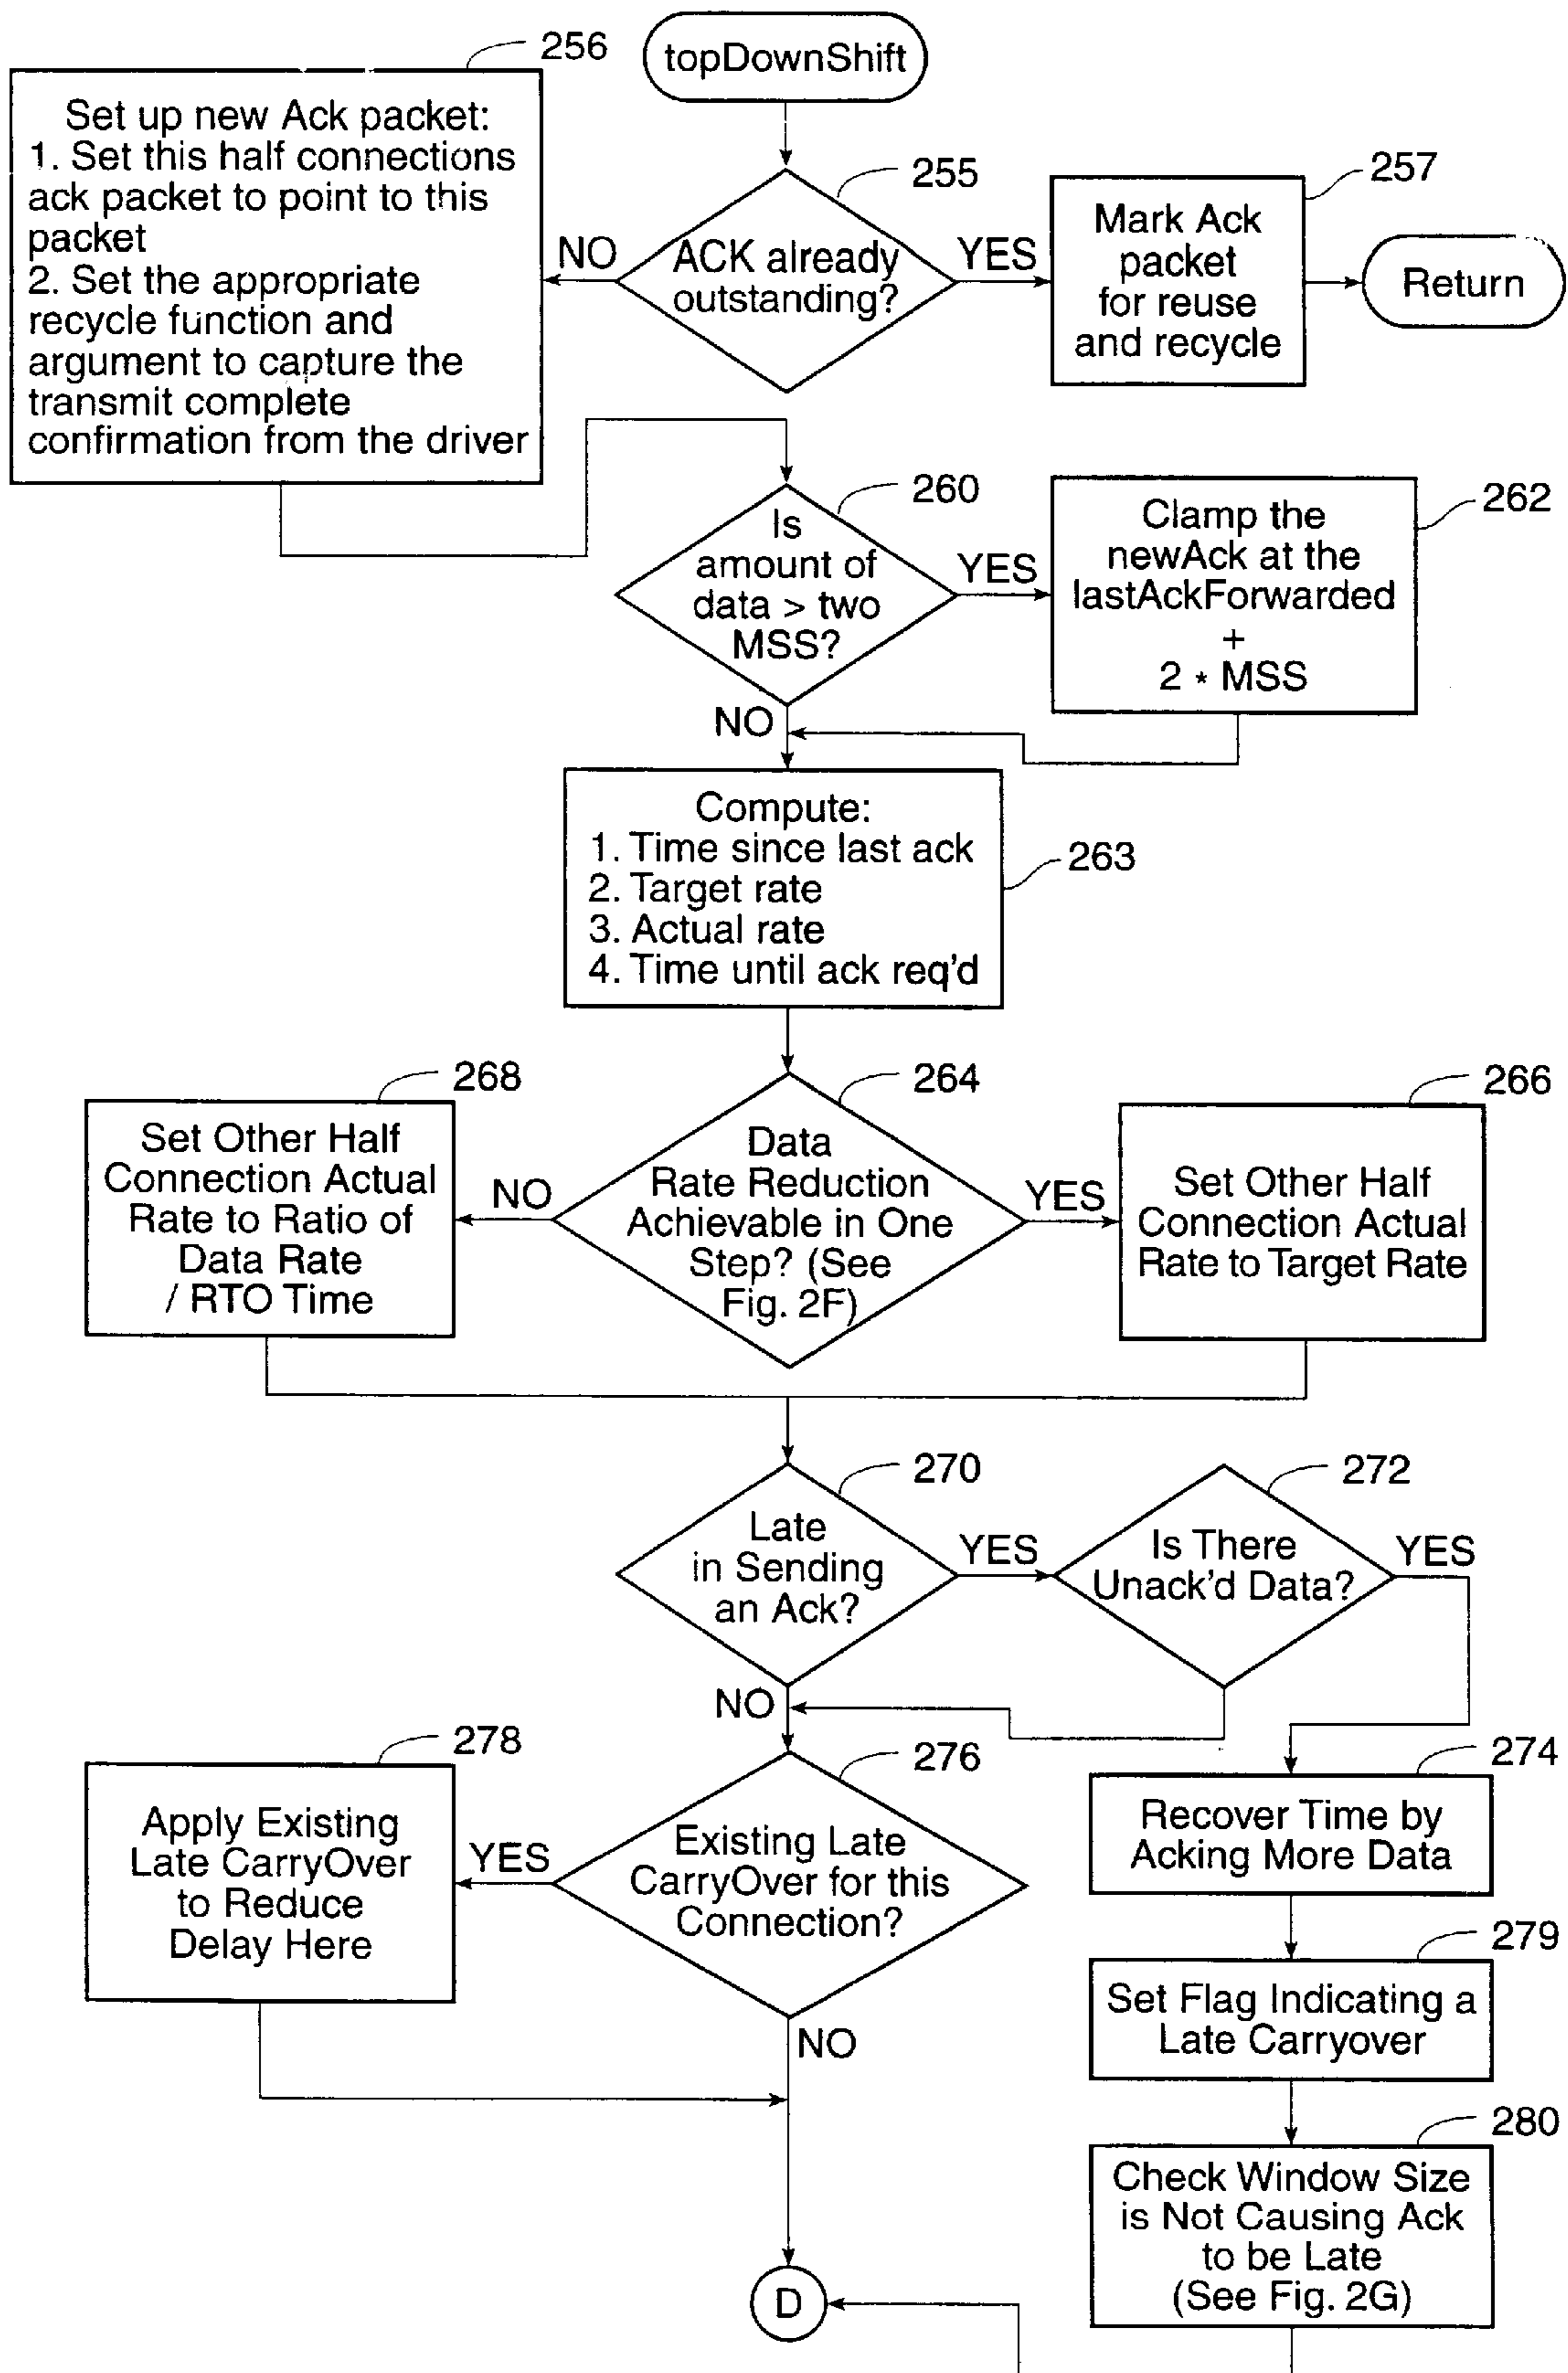 topDownShift
256
Set up new Ack packet:
1. Set this half connections
ack packet to point to this
packet
2. Set the appropriate
recycle function and
argument to capture the
transmit complete
confirmation from the driver
255
NO
ACK already
outstanding?
YES
257
Mark Ack
packet
for reuse
and recycle
Return
260
Is
amount of
data > two
MSS?
YES
NO
262
Clamp the
newAck at the
lastAckForwarded
+
2 * MSS
Compute:
1. Time since last ack
2. Target rate
3. Actual rate
4. Time until ack req'd
263
268
Set Other Half
Connection Actual
Rate to Ratio of
Data Rate
/ RTO Time
NO
264
Data
Rate Reduction
Achievable in One
Step? (See
Fig. 2F)
YES
266
Set Other Half
Connection Actual
Rate to Target Rate
270
Late
in Sending
an Ack?
YES
NO
272
Is There
Unack'd Data?
YES
278
Apply Existing
Late CarryOver
to Reduce
Delay Here
YES
276
Existing Late
CarryOver for this
Connection?
NO
274
Recover Time by
Acking More Data
279
Set Flag Indicating a
Late Carryover
280
Check Window Size
is Not Causing Ack
to be Late
(See Fig. 2G)
D